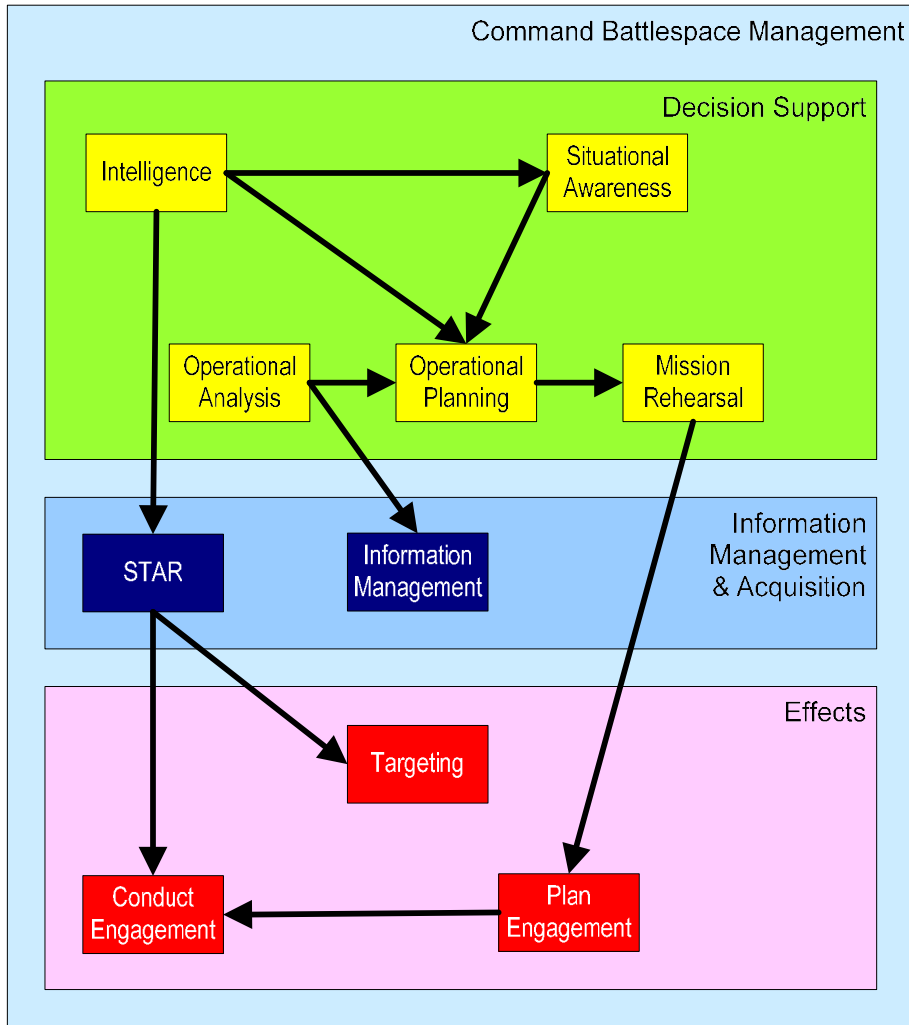 Command Battlespace Management
Decision Support
Intelligence
Situational
Awareness
Operational
Analysis
Operational
Planning
Mission
Rehearsal
Information
Management
& Acquisition
STAR
Information
Management
Effects
Targeting
Conduct
Engagement
Plan
Engagement